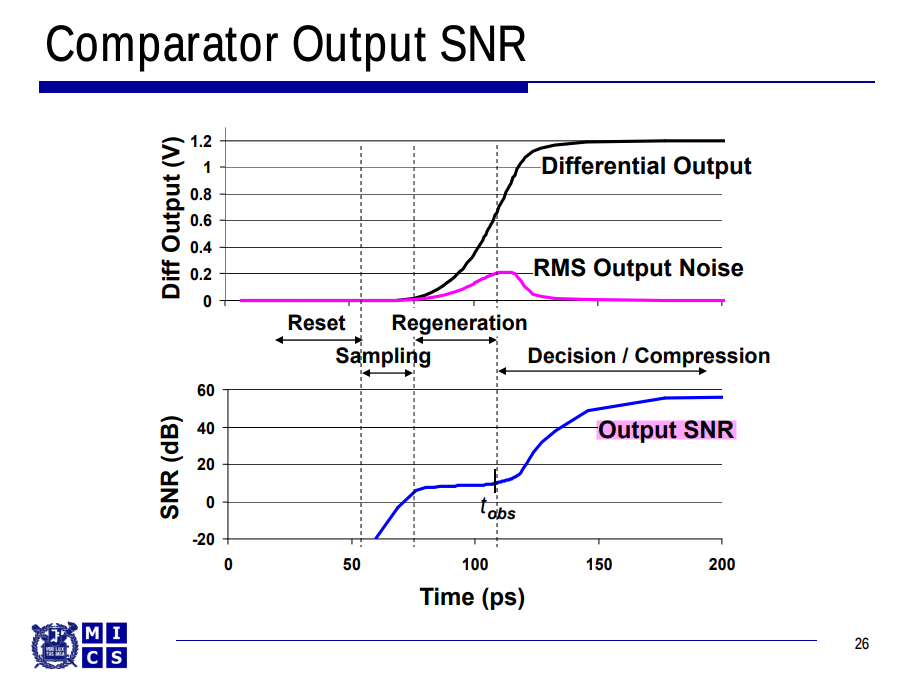 Comparator Output SNR
Diff Output (V)
1.2
1
0.8
0.6
0.4
0.2
0
Differential Output
RMS Output Noise
Reset
Regeneration
Sampling
Decision / Compression
SNR (dB)
60
40
20
0
-20
Output SNR
tobs
0
50
100
150
200
Time (ps)
M I
C S
26